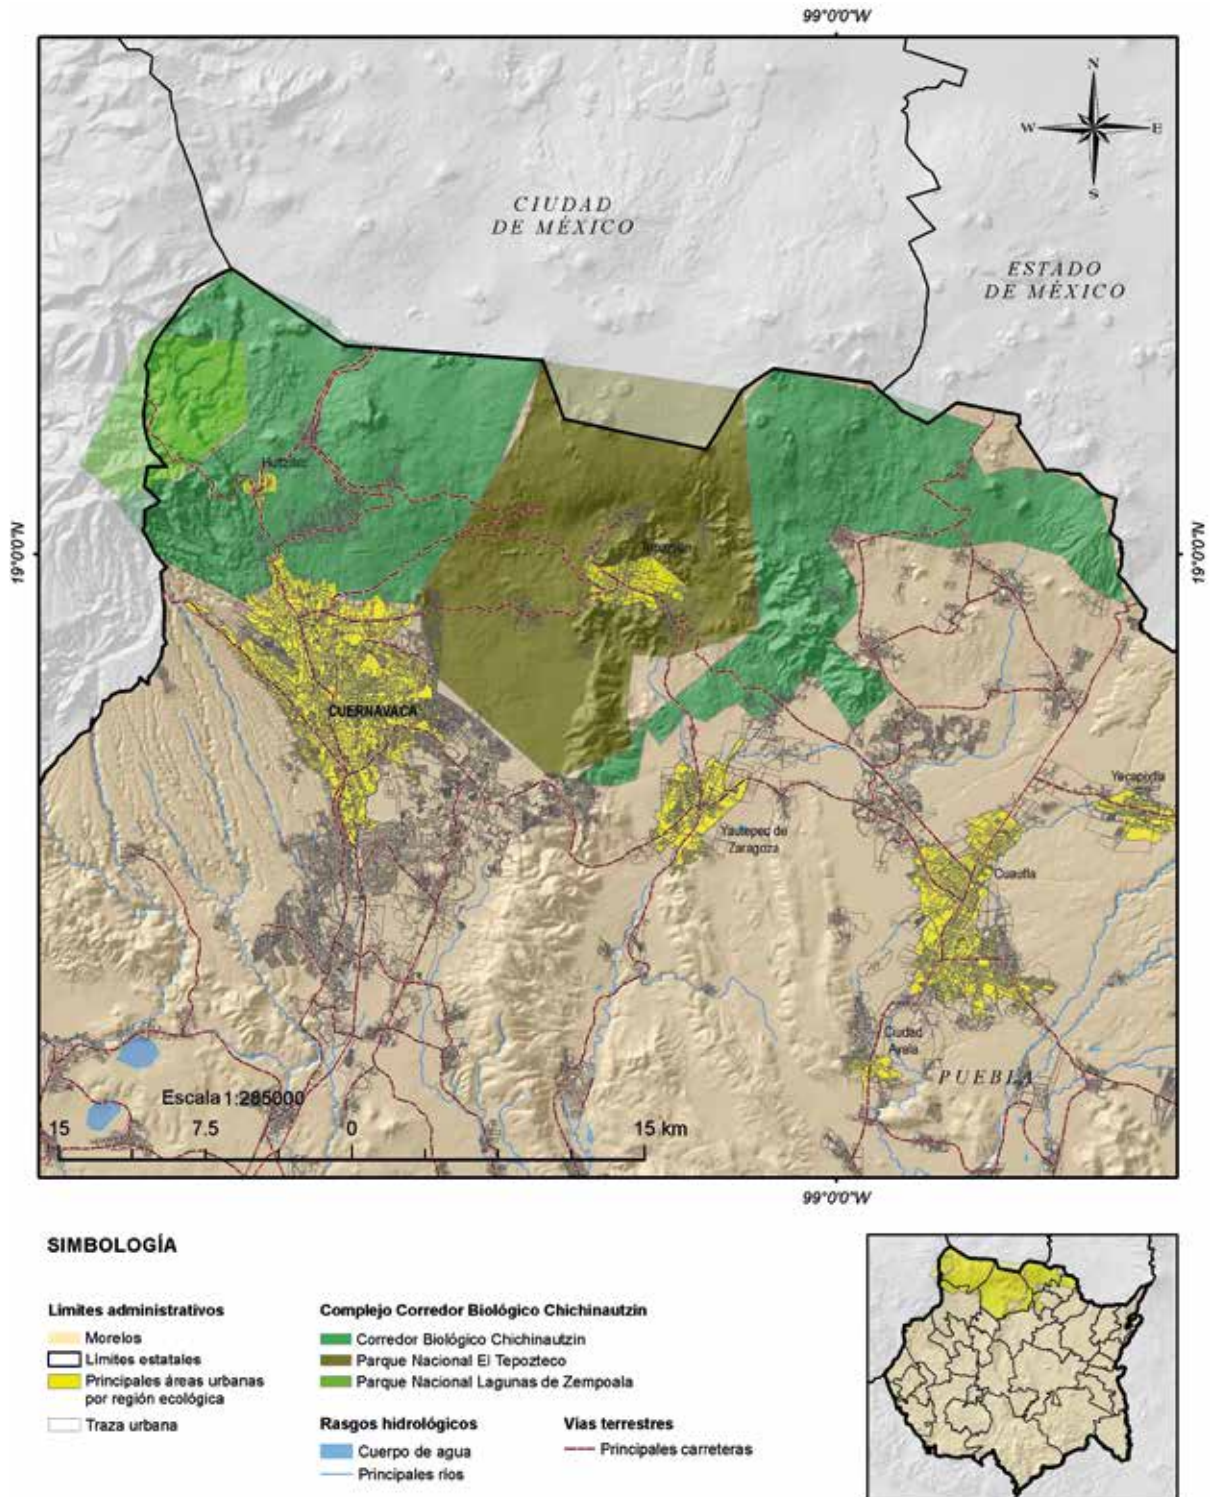 99°0'0"W
N
W
E
S
CIUDAD
DE MÉXICO
ESTADO
DE MÉXICO
Huitzilac
19°0'0"N
19°0'0"N
CUERNAVACA
Yecapixtla
Yautepec de
Zaragoza
Cuautla
Ciudad
Ayala
PUEBLA
Escala 1:285000
15
7.5
0
15 km
99°0'0"W
SIMBOLOGÍA
Limites administrativos
Morelos
Límites estatales
Principales áreas urbanas
por región ecológica
Traza urbana
Complejo Corredor Biológico Chichinautzin
Corredor Biológico Chichinautzin
Parque Nacional El Tepozteco
Parque Nacional Lagunas de Zempoala
Rasgos hidrológicos
Cuerpo de agua
Principales ríos
Vías terrestres
Principales carreteras